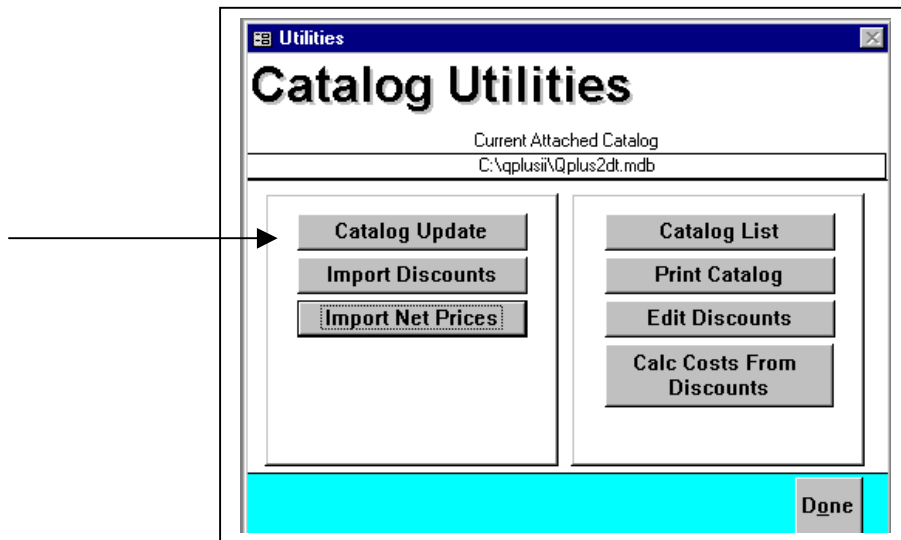 Utilities
Catalog Utilities
Current Attached Catalog
C:\qplusii\Qplus2dt.mdb
Catalog Update
Import Discounts
Import Net Prices
Catalog List
Print Catalog
Edit Discounts
Calc Costs From
Discounts
Done